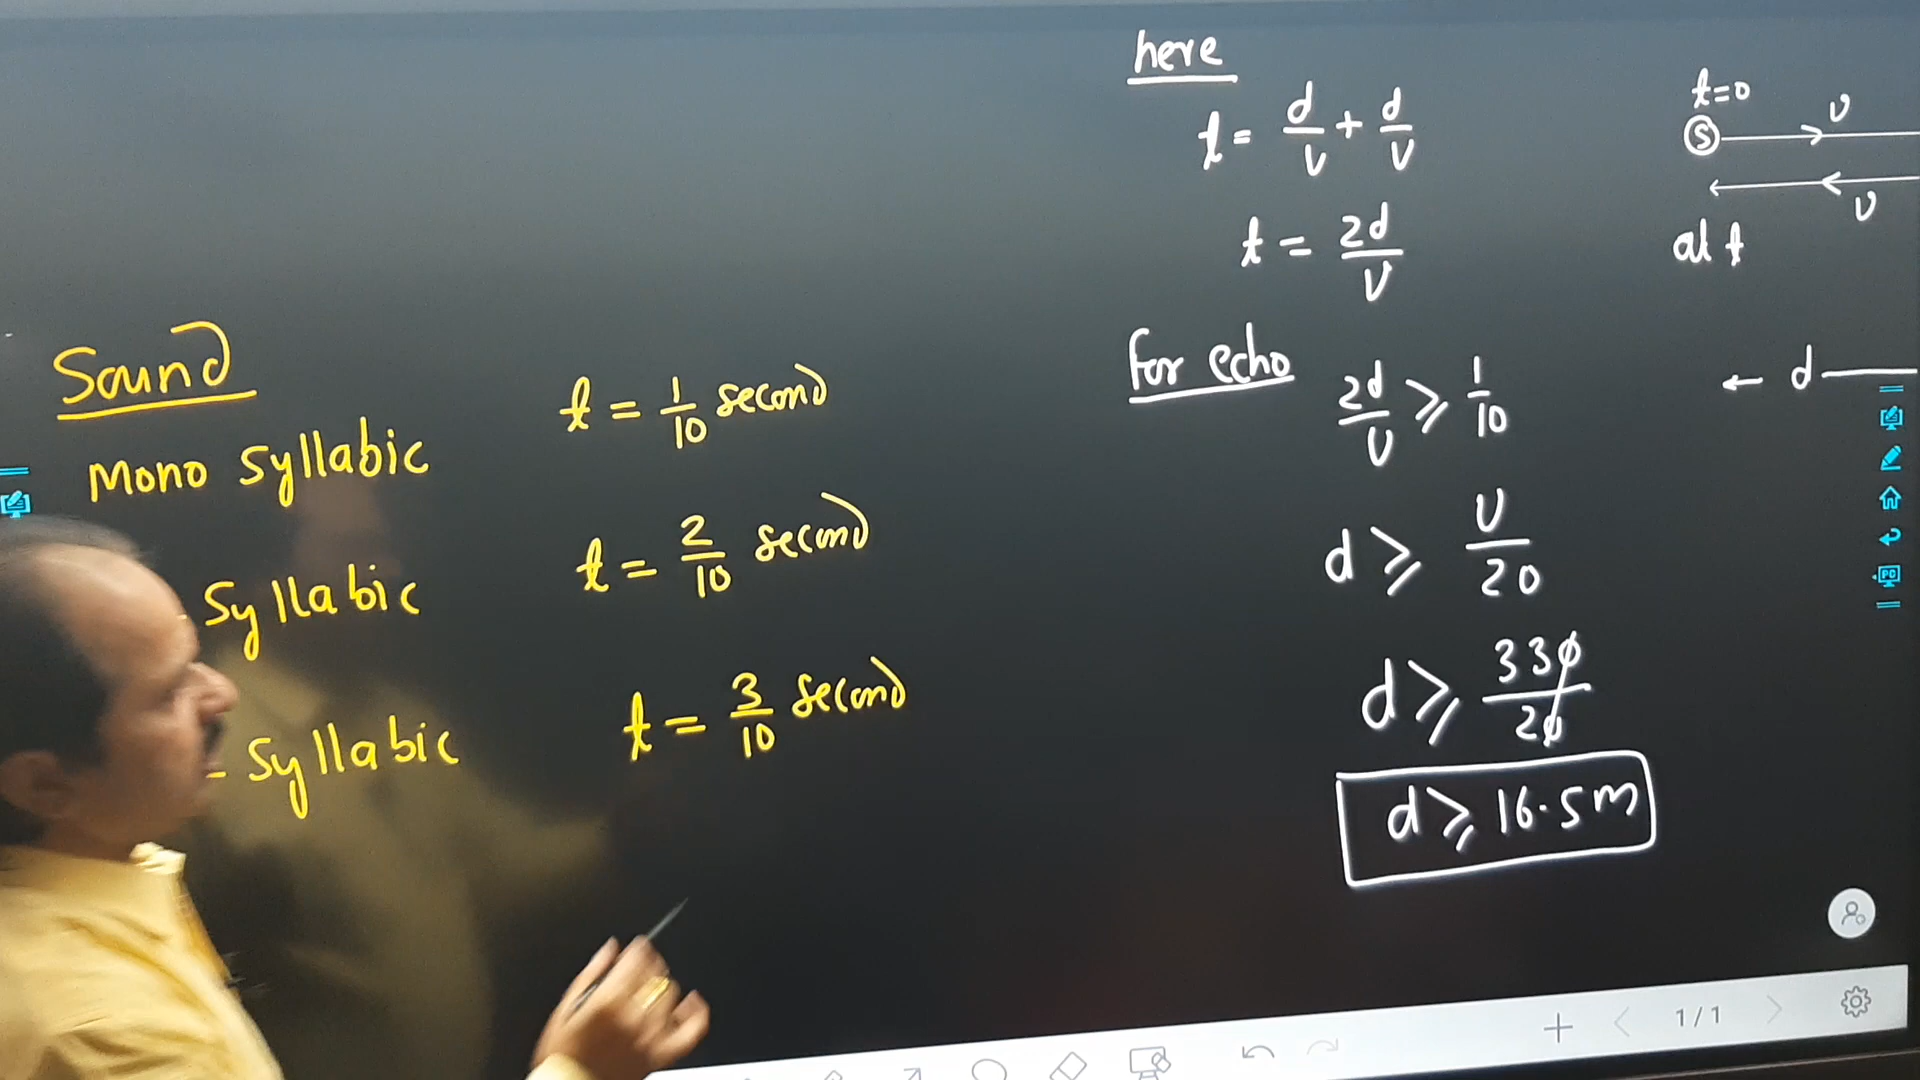 Sound
Mono Syllabic t = 1/10 second
- Syllabic t = 2/10 second
- Syllabic t = 3/10 second
here
t = d/v + d/v
t = 2d/v
For echo
2d/v ⩾ 1/10
d ⩾ v/20
d ⩾ 330/20
d ⩾ 16.5m
t=0
S
v
v
at t
← d
PC
1/1